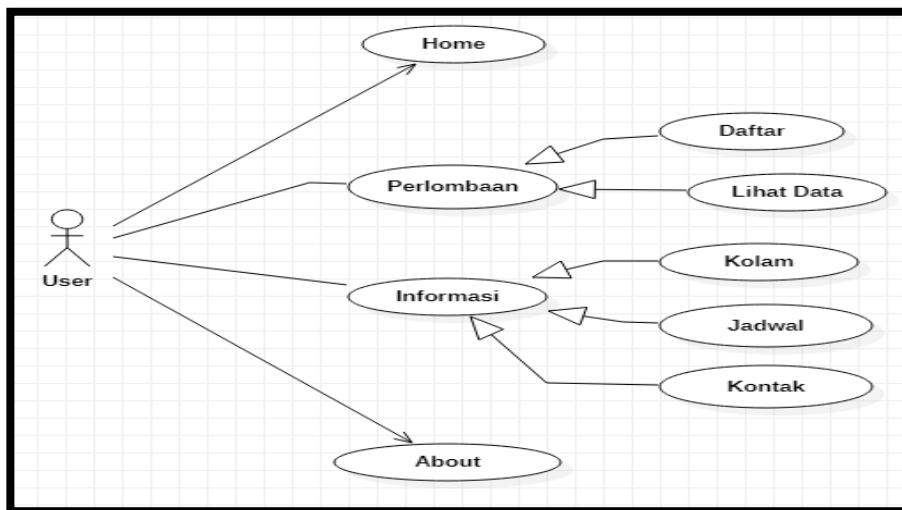 Home
Daftar
Perlombaan
Lihat Data
User
Kolam
Informasi
Jadwal
Kontak
About